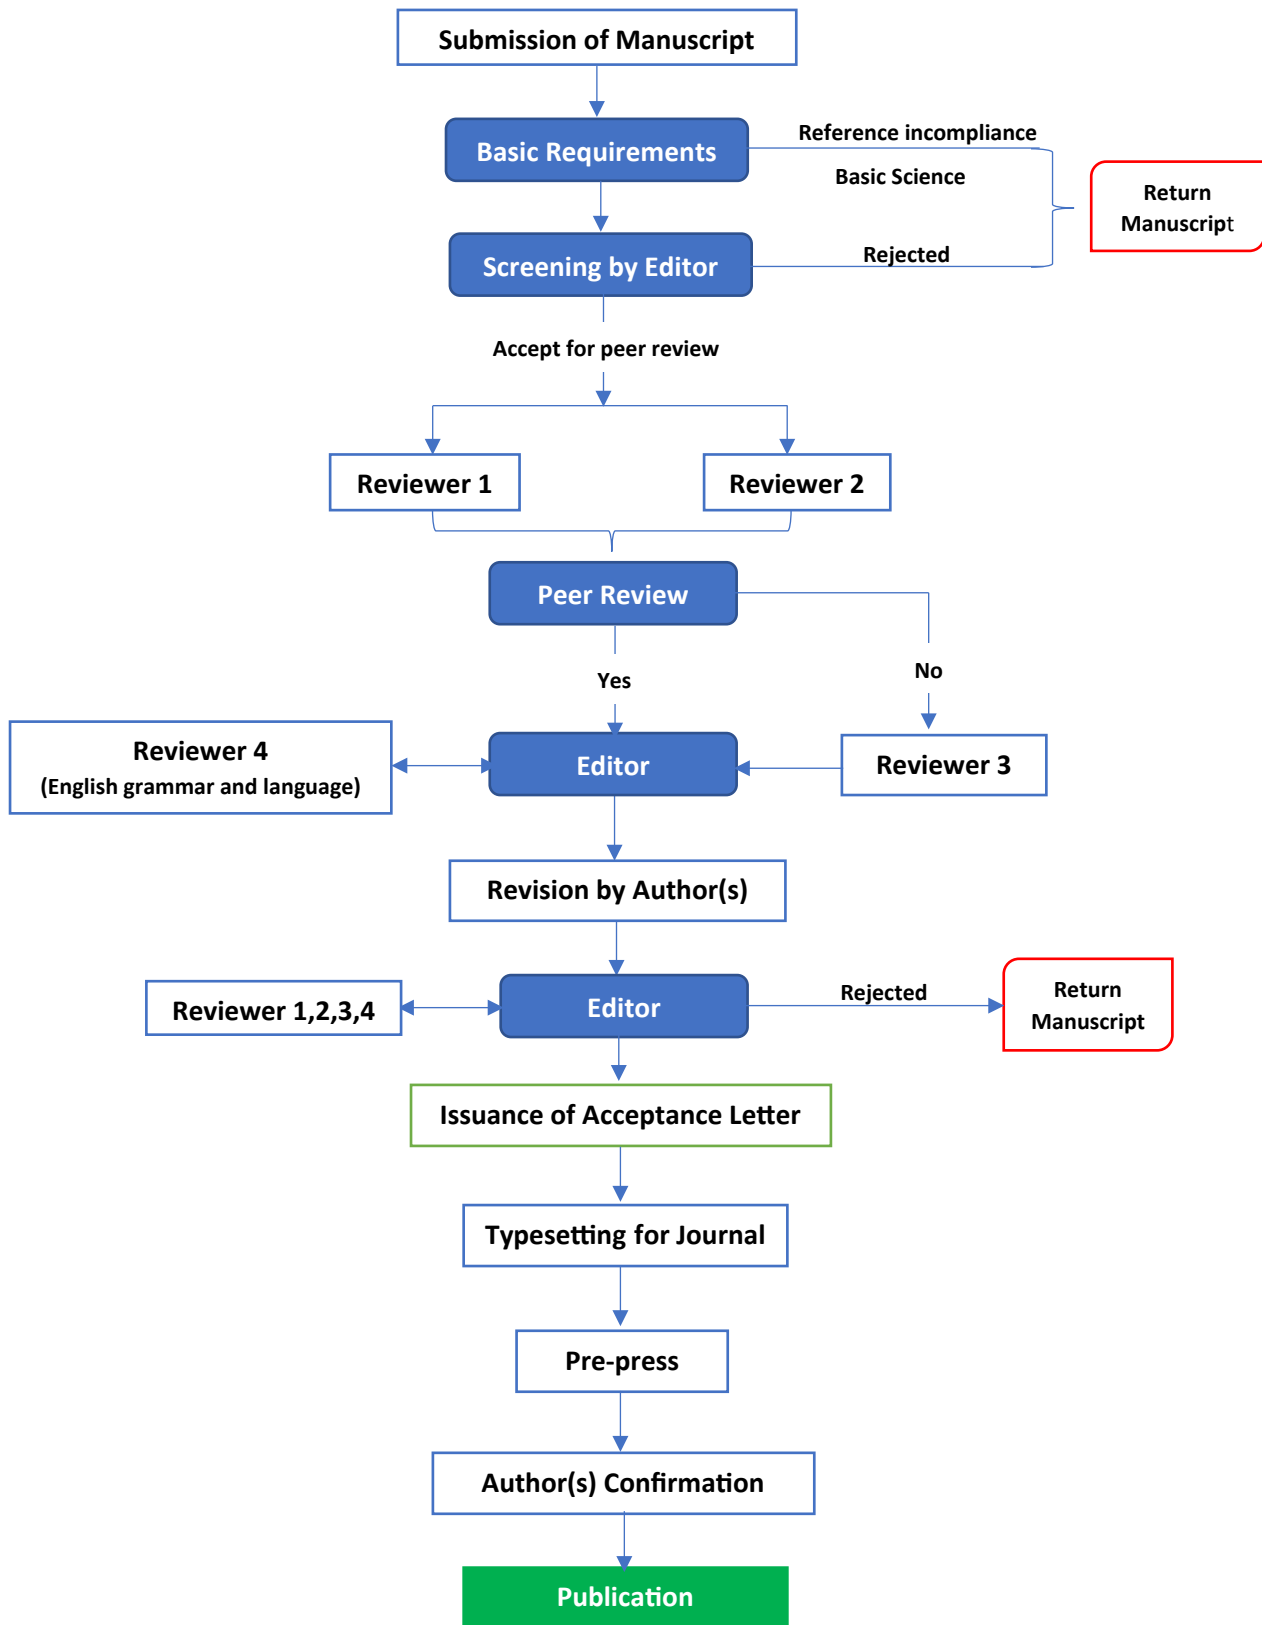 Submission of Manuscript
Basic Requirements
Reference incompliance
Basic Science
Return
Manuscript
Screening by Editor
Rejected
Accept for peer review
Reviewer 1
Reviewer 2
Peer Review
Yes
No
Reviewer 4
(English grammar and language)
Editor
Reviewer 3
Revision by Author(s)
Reviewer 1,2,3,4
Editor
Rejected
Return
Manuscript
Issuance of Acceptance Letter
Typesetting for Journal
Pre-press
Author(s) Confirmation
Publication